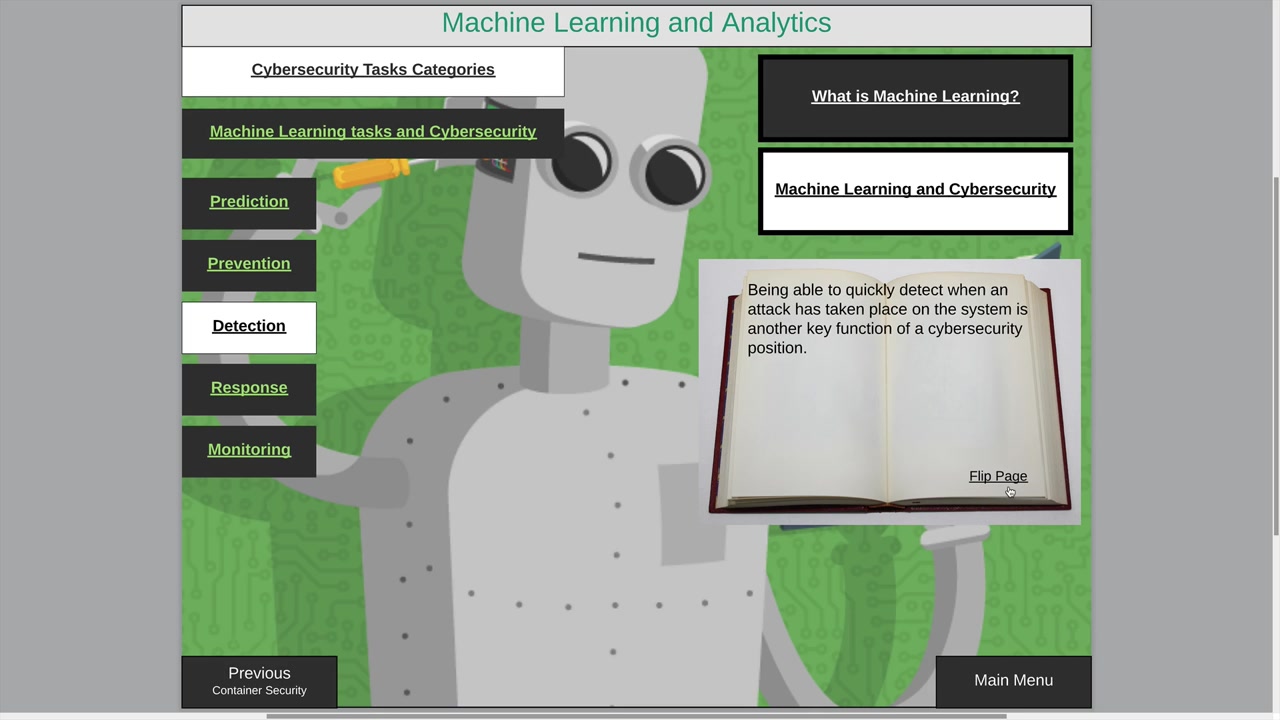 Machine Learning and Analytics
Cybersecurity Tasks Categories
Machine Learning tasks and Cybersecurity
Prediction
Prevention
Detection
Response
Monitoring
What is Machine Learning?
Machine Learning and Cybersecurity
Being able to quickly detect when an
attack has taken place on the system is
another key function of a cybersecurity
position.
Flip Page
Previous
Container Security
Main Menu